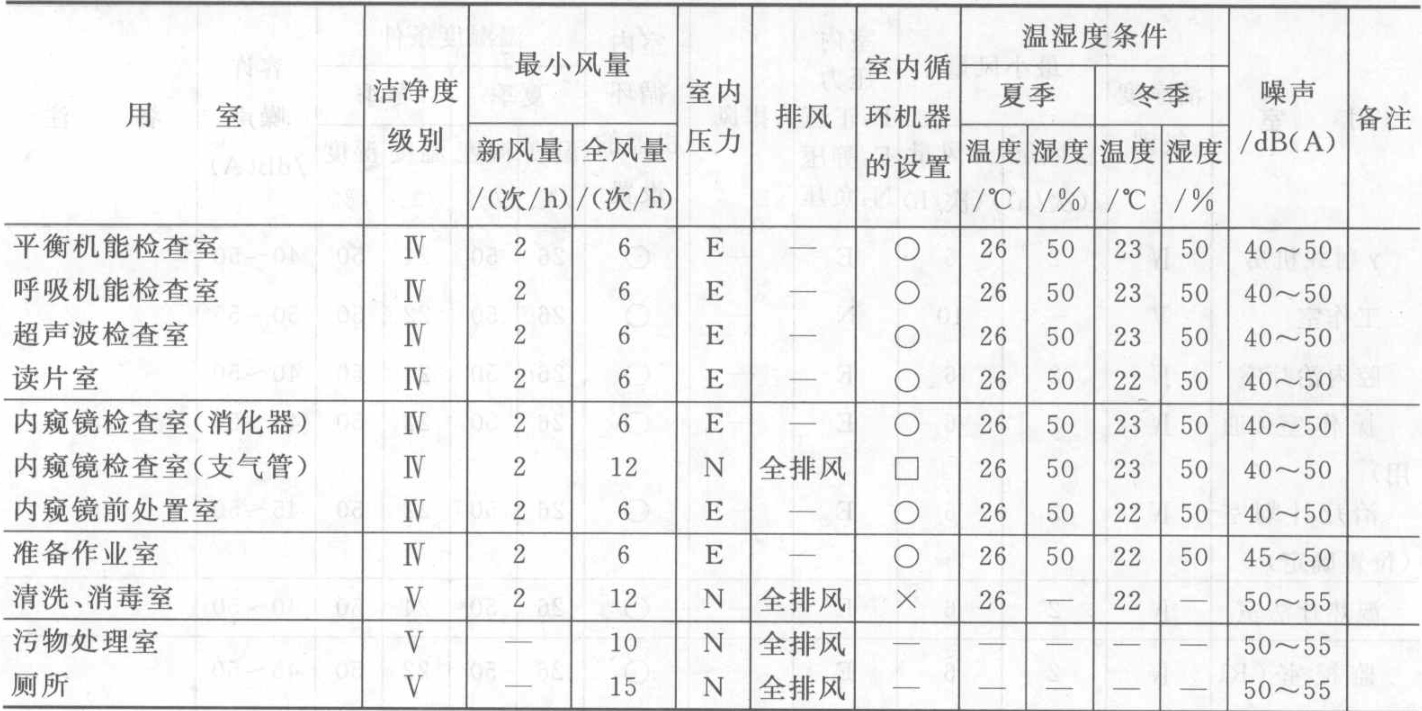 用 室 洁净度级别 最小风量 新风量/(次/h) 全风量/(次/h) 室内压力 排风 室内循环机器的设置 温湿度条件 夏季 温度/℃ 湿度/% 冬季 温度/℃ 湿度/% 噪声/dB(A) 备注
平衡机能检查室 Ⅳ 2 6 E — ○ 26 50 23 50 40～50
呼吸机能检查室 Ⅳ 2 6 E — ○ 26 50 23 50 40～50
超声波检查室 Ⅳ 2 6 E — ○ 26 50 23 50 40～50
读片室 Ⅳ 2 6 E — ○ 26 50 22 50 40～50
内窥镜检查室(消化器) Ⅳ 2 6 E — ○ 26 50 23 50 40～50
内窥镜检查室(支气管) Ⅳ 2 12 N 全排风 □ 26 50 23 50 40～50
内窥镜前处置室 Ⅳ 2 6 E — ○ 26 50 22 50 40～50
准备作业室 Ⅳ 2 6 E — ○ 26 50 22 50 45～50
清洗、消毒室 Ⅴ 2 12 N 全排风 × 26 — 22 — 50～55
污物处理室 Ⅴ — 10 N 全排风 — — — — — 50～55
厕所 Ⅴ — 15 N 全排风 — — — — — 50～55